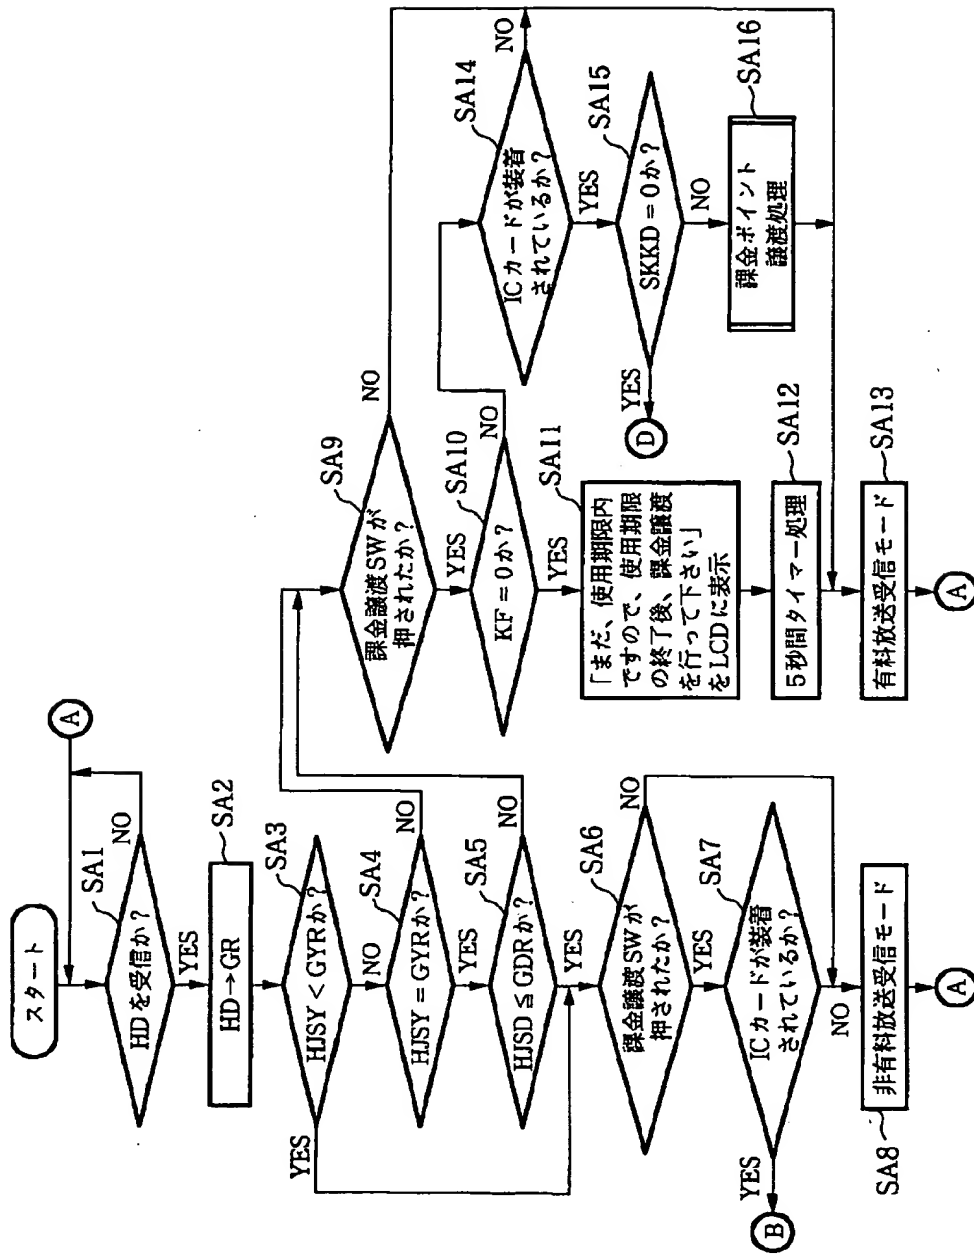 スタート
A
SA1
HDを受信か?
NO
YES
SA2
HD→GR
SA3
HJSY<GYRか?
YES
NO
SA4
HJSY=GYRか?
NO
YES
SA5
HJSD≦GDRか?
NO
YES
SA6
課金譲渡SWが
押されたか?
NO
YES
SA7
ICカードが装着
されているか?
YES
B
NO
SA8
非有料放送受信モード
A
SA9
課金譲渡SWが
押されたか?
NO
YES
SA10
KF=0か?
NO
YES
SA11
「まだ、使用期限内
ですので、使用期限
の終了後、課金譲渡
を行って下さい」
をLCDに表示
SA12
5秒間タイマー処理
SA13
有料放送受信モード
A
SA14
ICカードが装着
されているか?
NO
YES
SA15
SKKD=0か?
YES
D
NO
SA16
課金ポイント
譲渡処理